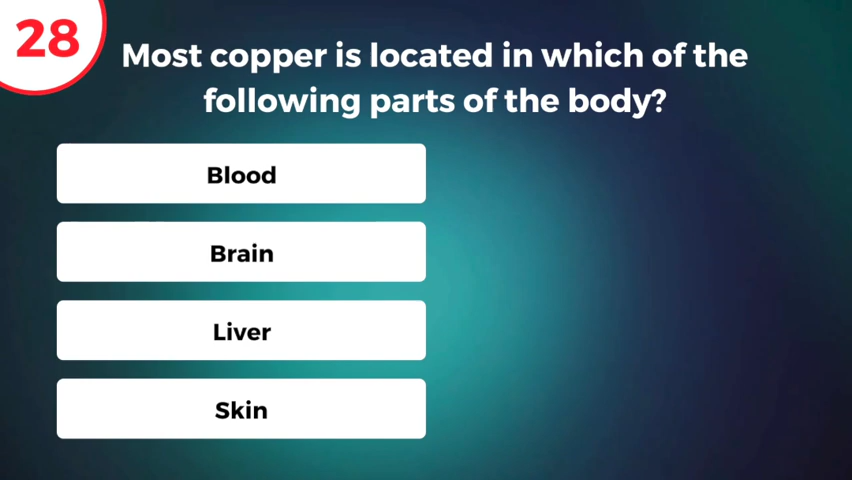 28
Most copper is located in which of the
following parts of the body?
Blood
Brain
Liver
Skin